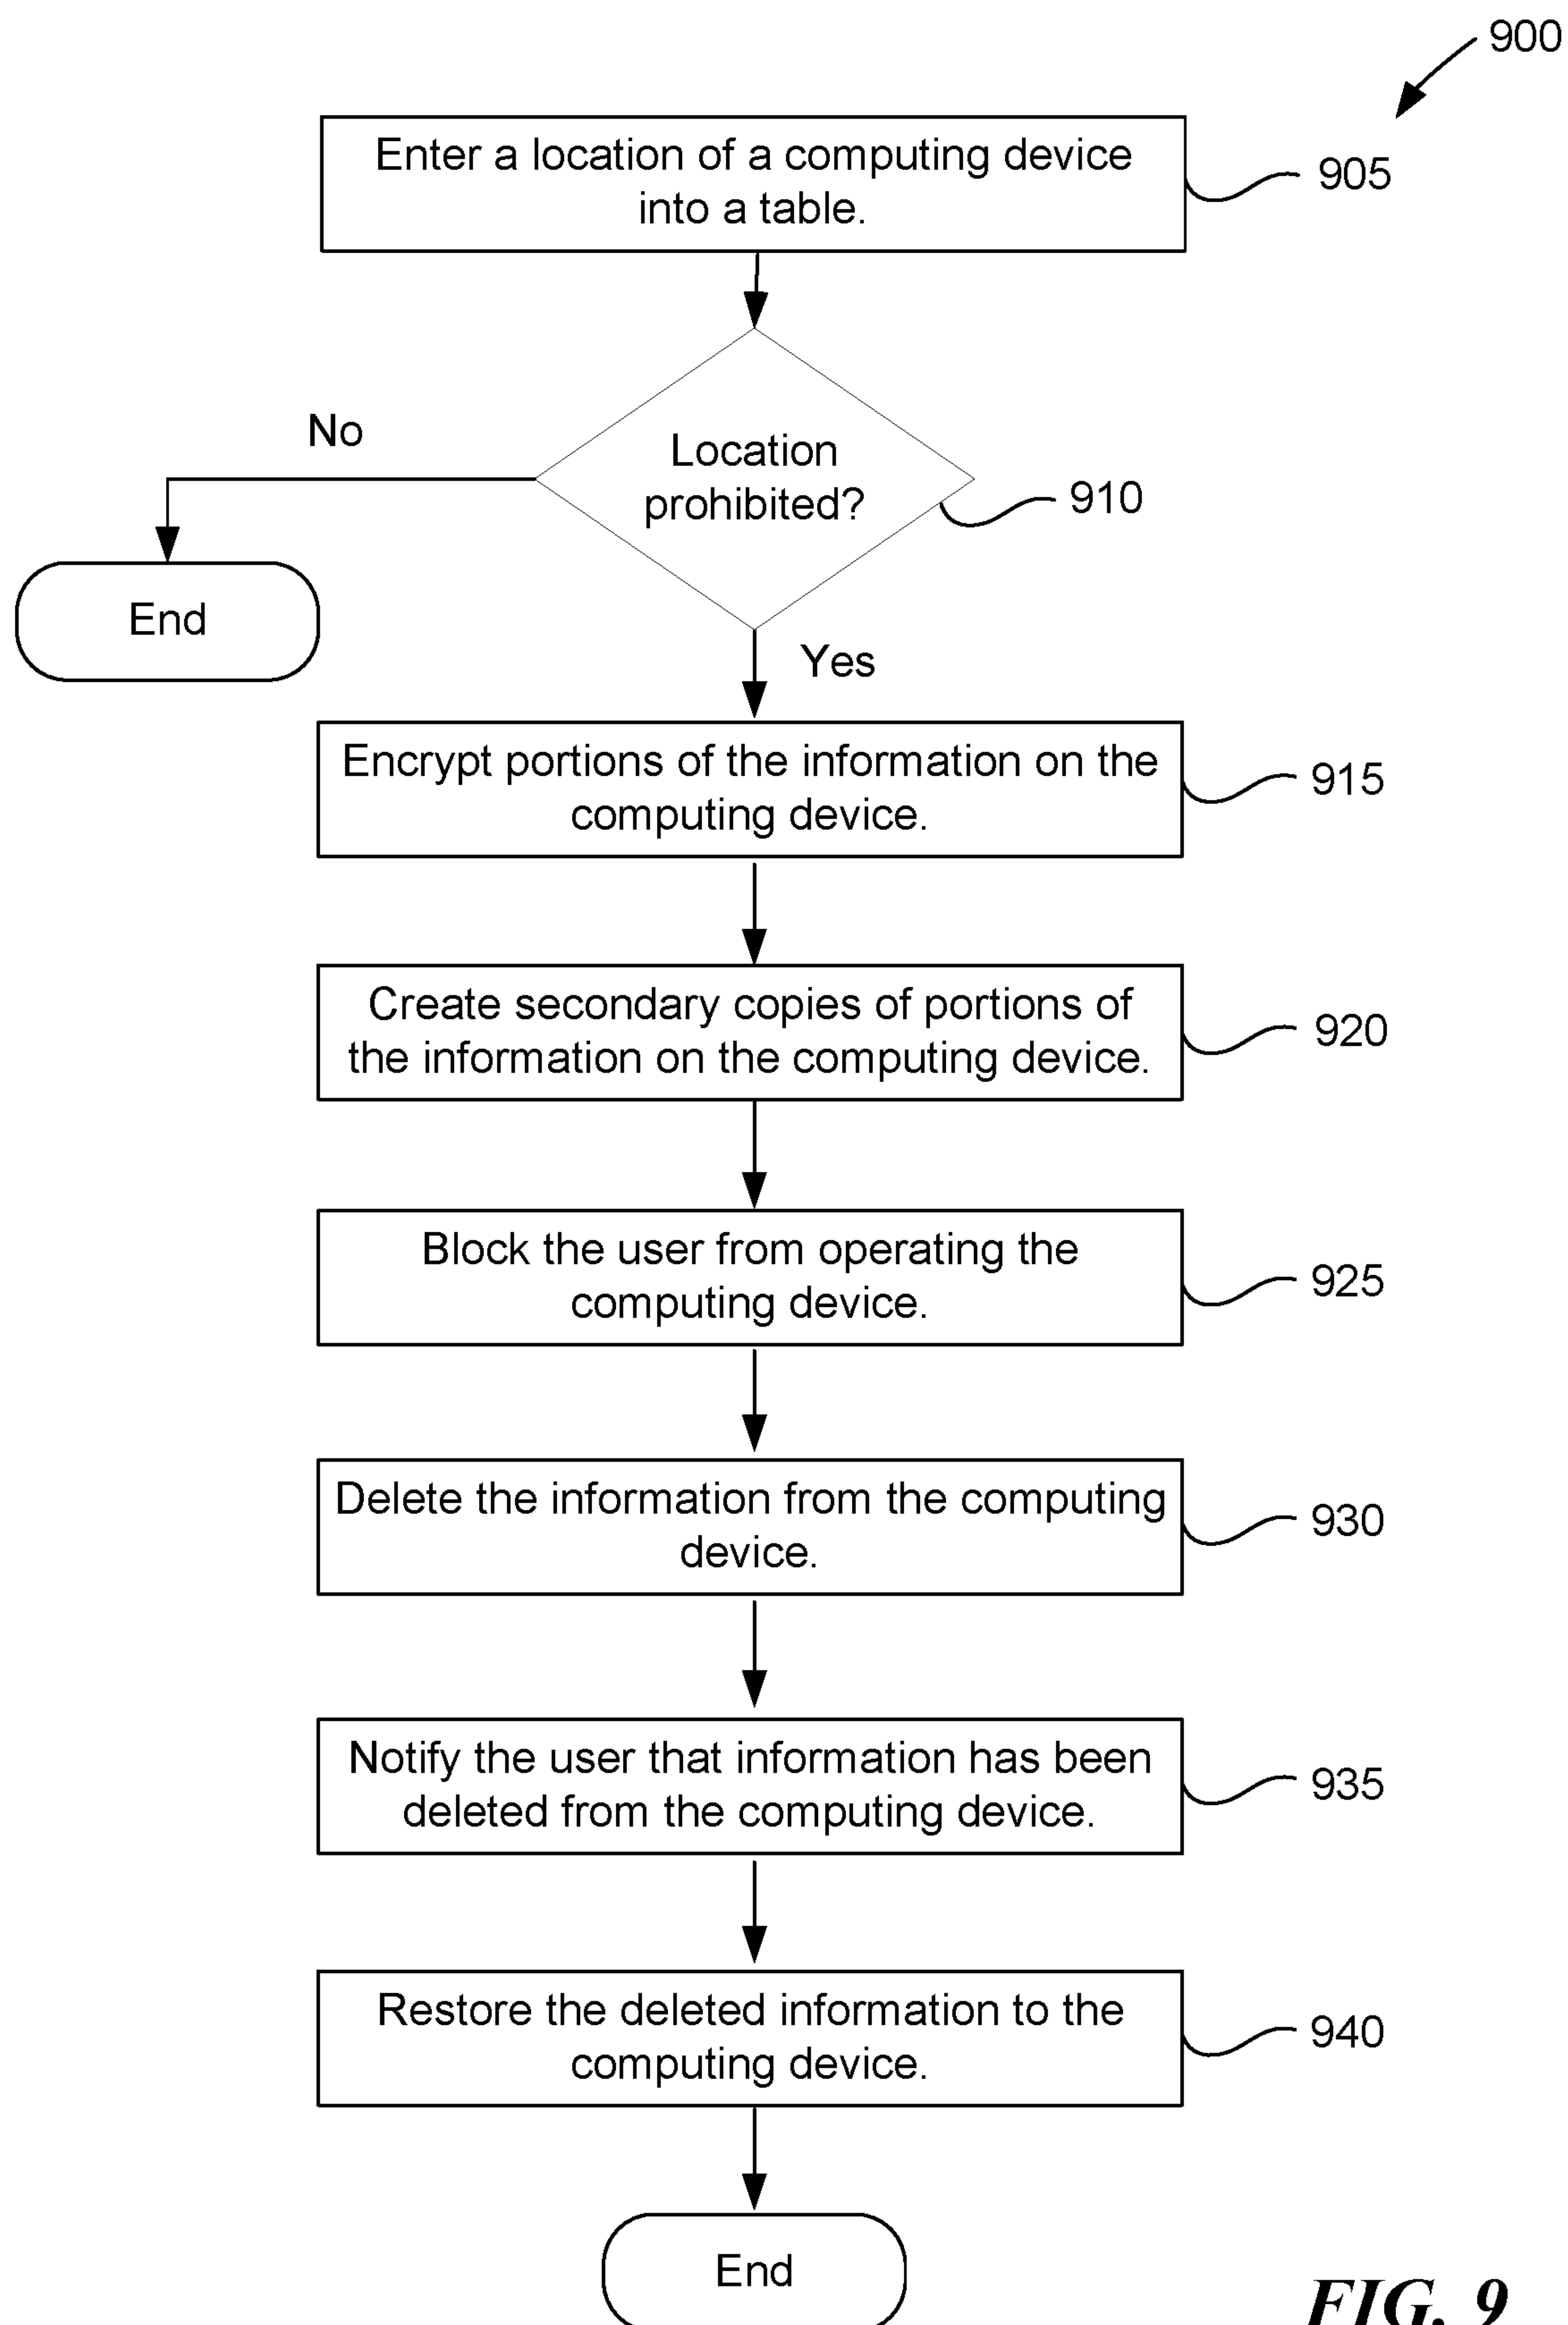 900
Enter a location of a computing device
into a table.
905
No
Location
prohibited?
910
End
Yes
Encrypt portions of the information on the
computing device.
915
Create secondary copies of portions of
the information on the computing device.
920
Block the user from operating the
computing device.
925
Delete the information from the computing
device.
930
Notify the user that information has been
deleted from the computing device.
935
Restore the deleted information to the
computing device.
940
End
FIG. 9